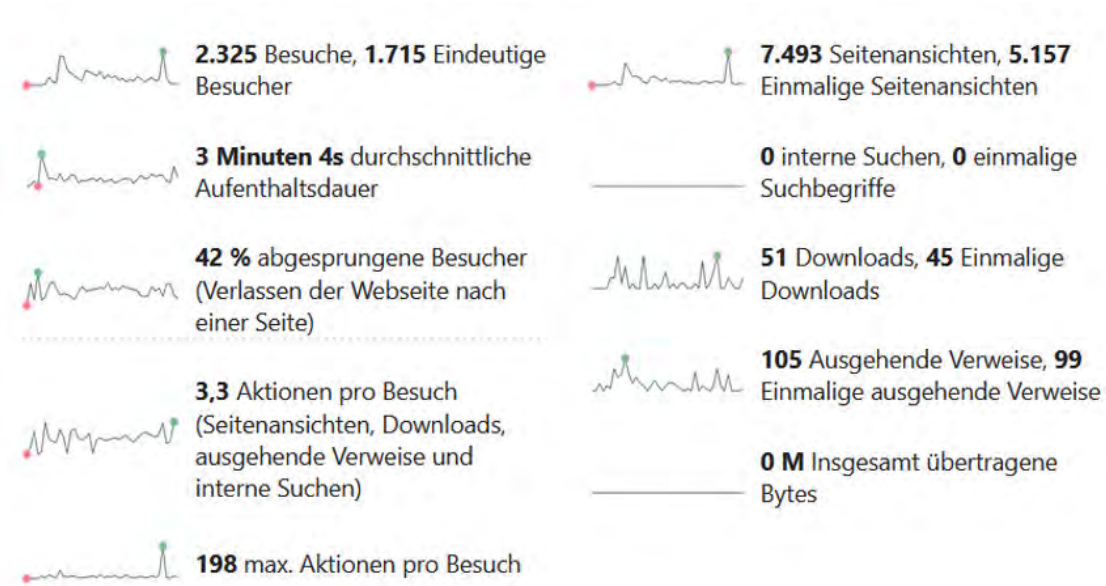 2.325 Besuche, 1.715 Eindeutige
Besucher
3 Minuten 4s durchschnittliche
Aufenthaltsdauer
42 % abgesprungene Besucher
(Verlassen der Webseite nach
einer Seite)
3,3 Aktionen pro Besuch
(Seitenansichten, Downloads,
ausgehende Verweise und
interne Suchen)
198 max. Aktionen pro Besuch
7.493 Seitenansichten, 5.157
Einmalige Seitenansichten
0 interne Suchen, 0 einmalige
Suchbegriffe
51 Downloads, 45 Einmalige
Downloads
105 Ausgehende Verweise, 99
Einmalige ausgehende Verweise
0 M Insgesamt übertragene
Bytes